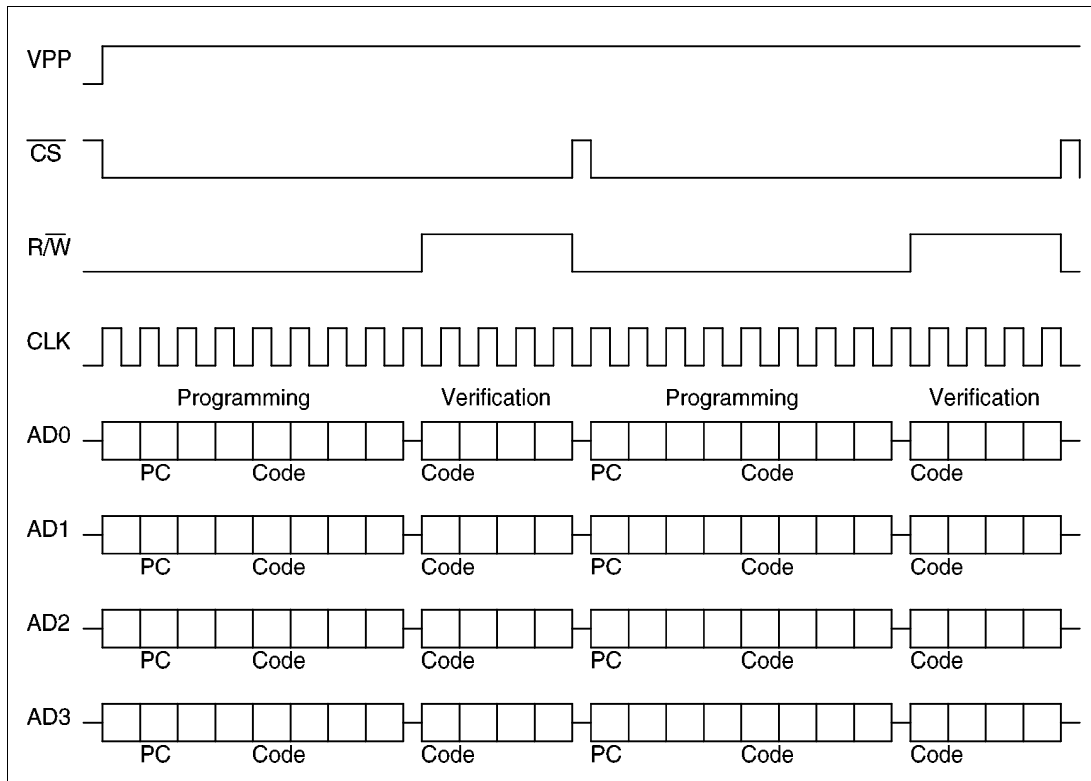 VPP
C̅S̅
R/W̅
CLK
Programming Verification Programming Verification
AD0
PC Code Code PC Code Code
AD1
PC Code Code PC Code Code
AD2
PC Code Code PC Code Code
AD3
PC Code Code PC Code Code